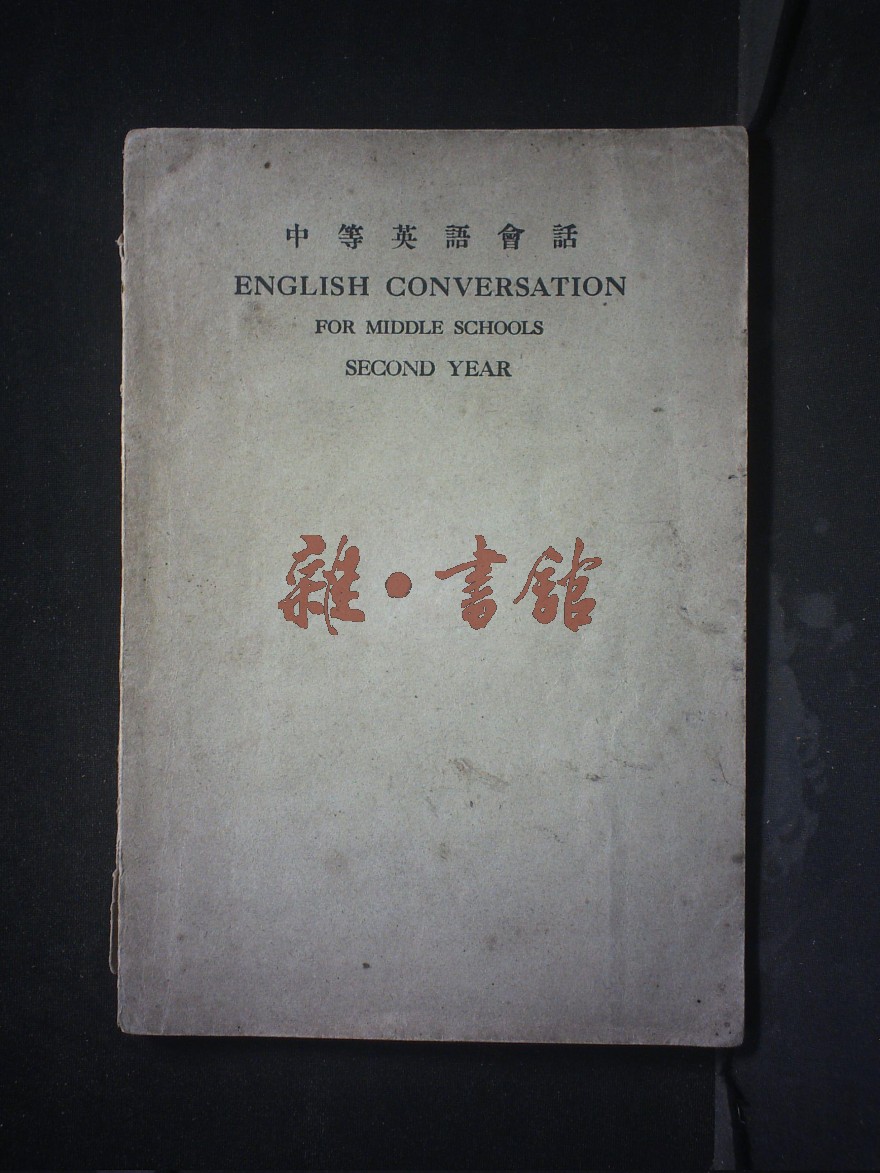 中等英語會話
ENGLISH CONVERSATION
FOR MIDDLE SCHOOLS
SECOND YEAR
雜·書館